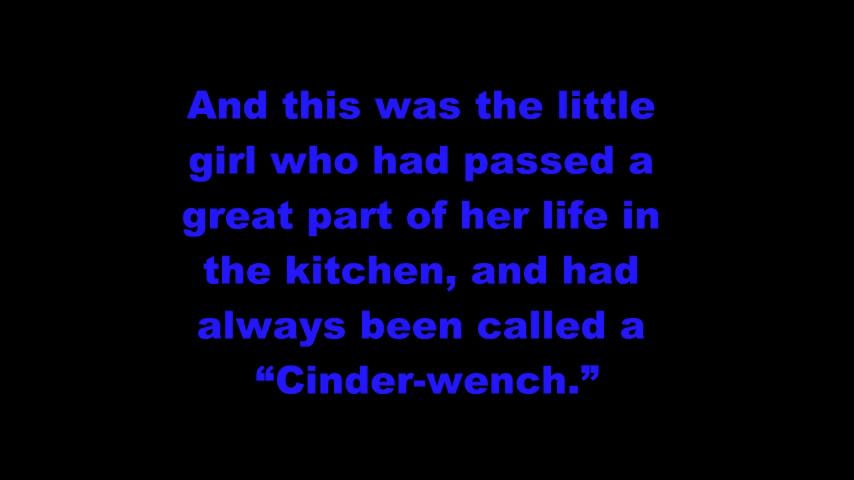 And this was the little
girl who had passed a
great part of her life in
the kitchen, and had
always been called a
“Cinder-wench.”